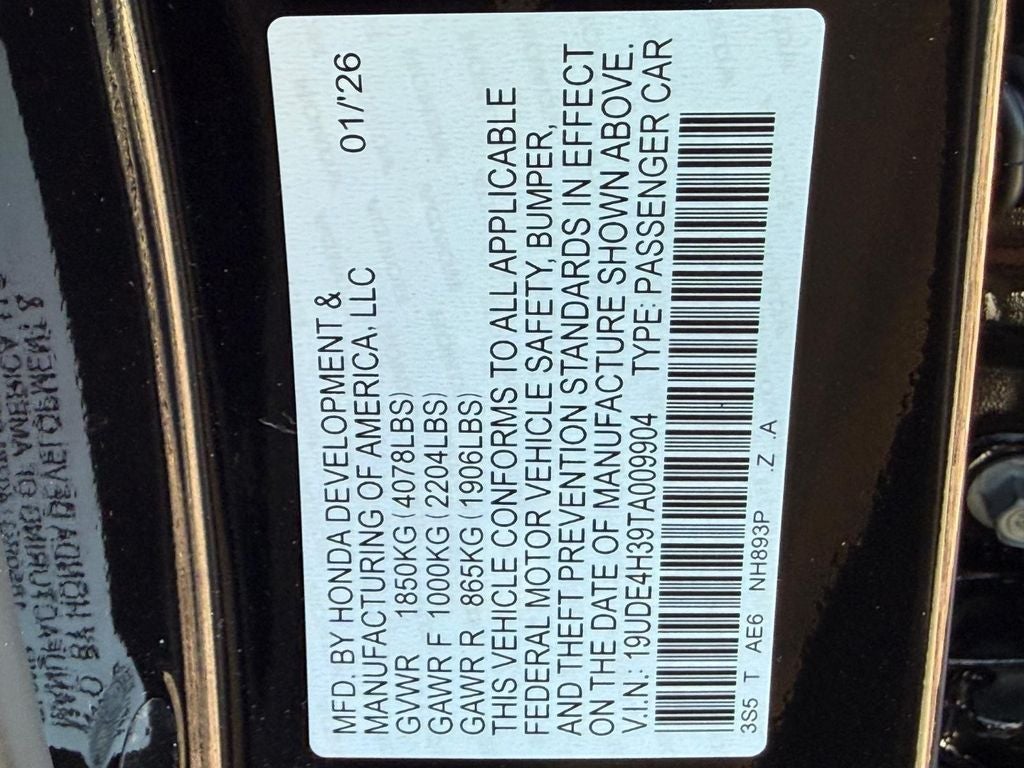 MFD. BY HONDA DEVELOPMENT &
MANUFACTURING OF AMERICA, LLC 01/'26
GVWR 1850KG (4078LBS)
GAWR F 1000KG (2204LBS)
GAWR R 865KG (1906LBS)
THIS VEHICLE CONFORMS TO ALL APPLICABLE
FEDERAL MOTOR VEHICLE SAFETY, BUMPER,
AND THEFT PREVENTION STANDARDS IN EFFECT
ON THE DATE OF MANUFACTURE SHOWN ABOVE.
V.I.N.: 19UDE4H39TA009904 TYPE: PASSENGER CAR
3S5 T AE6 NH893P .Z .A